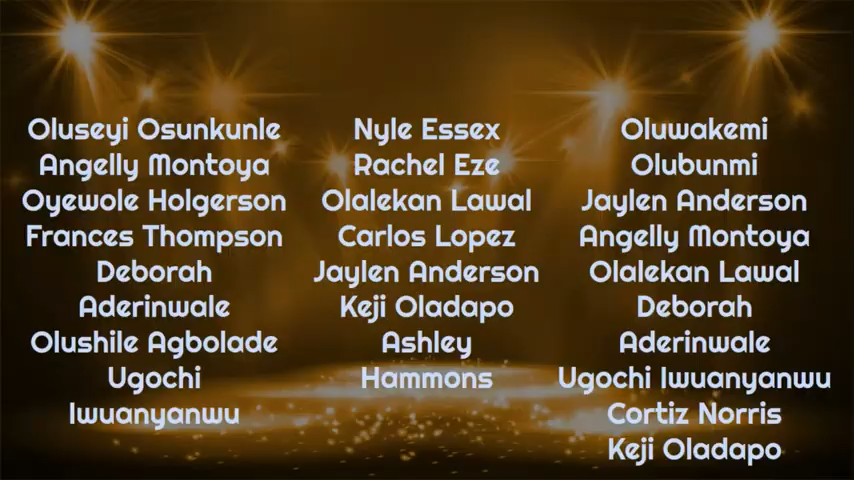 Oluseyi Osunkunle
Angelly Montoya
Oyewole Holgerson
Frances Thompson
Deborah
Aderinwale
Olushile Agbolade
Ugochi
Iwuanyanwu
Nyle Essex
Rachel Eze
Olalekan Lawal
Carlos Lopez
Jaylen Anderson
Keji Oladapo
Ashley
Hammons
Oluwakemi
Olubunmi
Jaylen Anderson
Angelly Montoya
Olalekan Lawal
Deborah
Aderinwale
Ugochi Iwuanyanwu
Cortiz Norris
Keji Oladapo